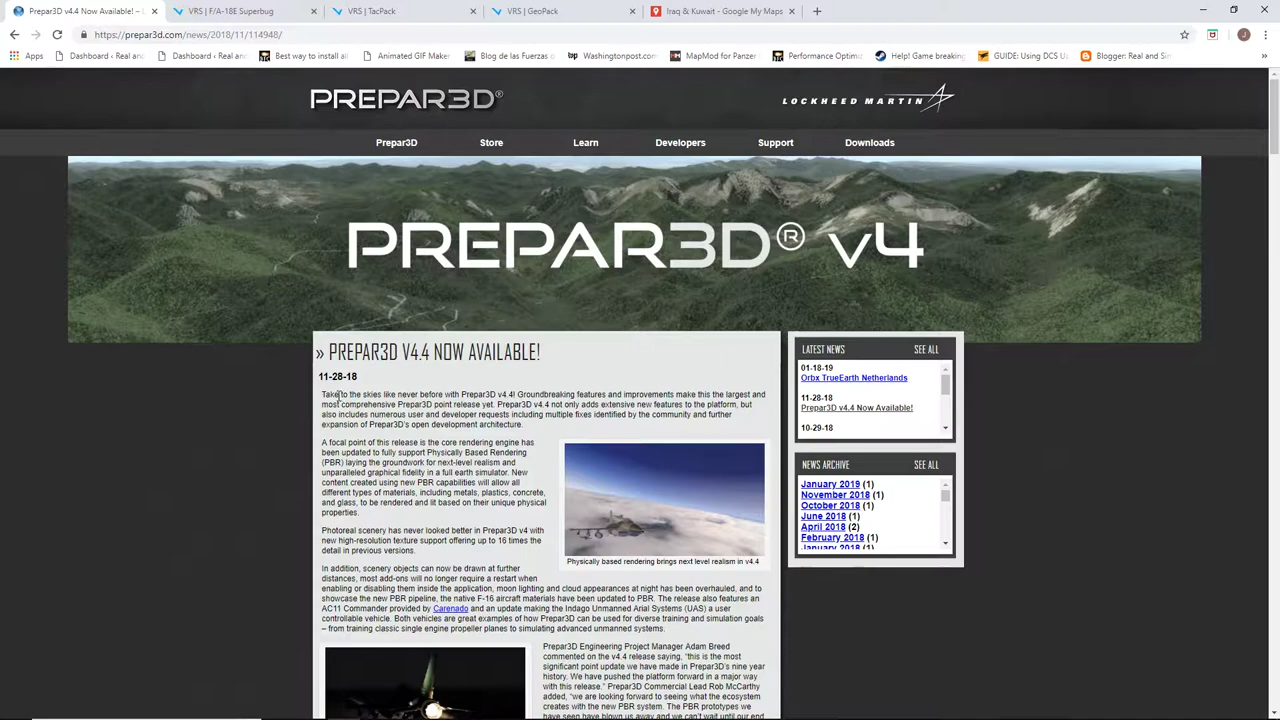 Prepar3D v4.4 Now Available! – L
VRS | F/A-18E Superbug
VRS | TacPack
VRS | GeoPack
Iraq & Kuwait - Google My Maps
https://prepar3d.com/news/2018/11/114948/
J
Apps
Dashboard ‹ Real and
Dashboard ‹ Real and
Best way to install all
Animated GIF Maker
Blog de las Fuerzas
Washingtonpost.com
MapMod for Panzer
Performance Optimiz
Help! Game breaking
GUIDE: Using DCS
Blogger: Real and Sim
PREPAR3D®
LOCKHEED MARTIN
Prepar3D
Store
Learn
Developers
Support
Downloads
PREPAR3D® v4
» PREPAR3D V4.4 NOW AVAILABLE!
11-28-18
Take to the skies like never before with Prepar3D v4.4! Groundbreaking features and improvements make this the largest and
most comprehensive Prepar3D point release yet. Prepar3D v4.4 not only adds extensive new features to the platform, but
also includes numerous user and developer requests including multiple fixes identified by the community and further
expansion of Prepar3D's open development architecture.
A focal point of this release is the core rendering engine has
been updated to fully support Physically Based Rendering
(PBR) laying the groundwork for next-level realism and
unparalleled graphical fidelity in a full earth simulator. New
content created using new PBR capabilities will allow all
different types of materials, including metals, plastics, concrete,
and glass, to be rendered and lit based on their unique physical
properties.
Physically based rendering brings next level realism in v4.4
Photoreal scenery has never looked better in Prepar3D v4 with
new high-resolution texture support offering up to 16 times the
detail in previous versions.
In addition, scenery objects can now be drawn at further
distances, most add-ons will no longer require a restart when
enabling or disabling them inside the application, moon lighting and cloud appearances at night has been overhauled, and to
showcase the new PBR pipeline, the native F-16 aircraft materials have been updated to PBR. The release also features an
AC11 Commander provided by Carenado and an update making the Indago Unmanned Arial Systems (UAS) a user
controllable vehicle. Both vehicles are great examples of how Prepar3D can be used for diverse training and simulation goals
– from training classic single engine propeller planes to simulating advanced unmanned systems.
Prepar3D Engineering Project Manager Adam Breed
commented on the v4.4 release saying, "this is the most
significant point update we have made in Prepar3D's nine year
history. We have pushed the platform forward in a major way
with this release." Prepar3D Commercial Lead Rob McCarthy
added, "we are looking forward to seeing what the ecosystem
creates with the new PBR system. The PBR prototypes we
have seen have blown us away and we can't wait until our end
LATEST NEWS
SEE ALL
01-18-19
Orbx TrueEarth Netherlands
11-28-18
Prepar3D v4.4 Now Available!
10-29-18
NEWS ARCHIVE
SEE ALL
January 2019 (1)
November 2018 (1)
October 2018 (1)
June 2018 (1)
April 2018 (2)
February 2018 (1)
January 2018 (1)